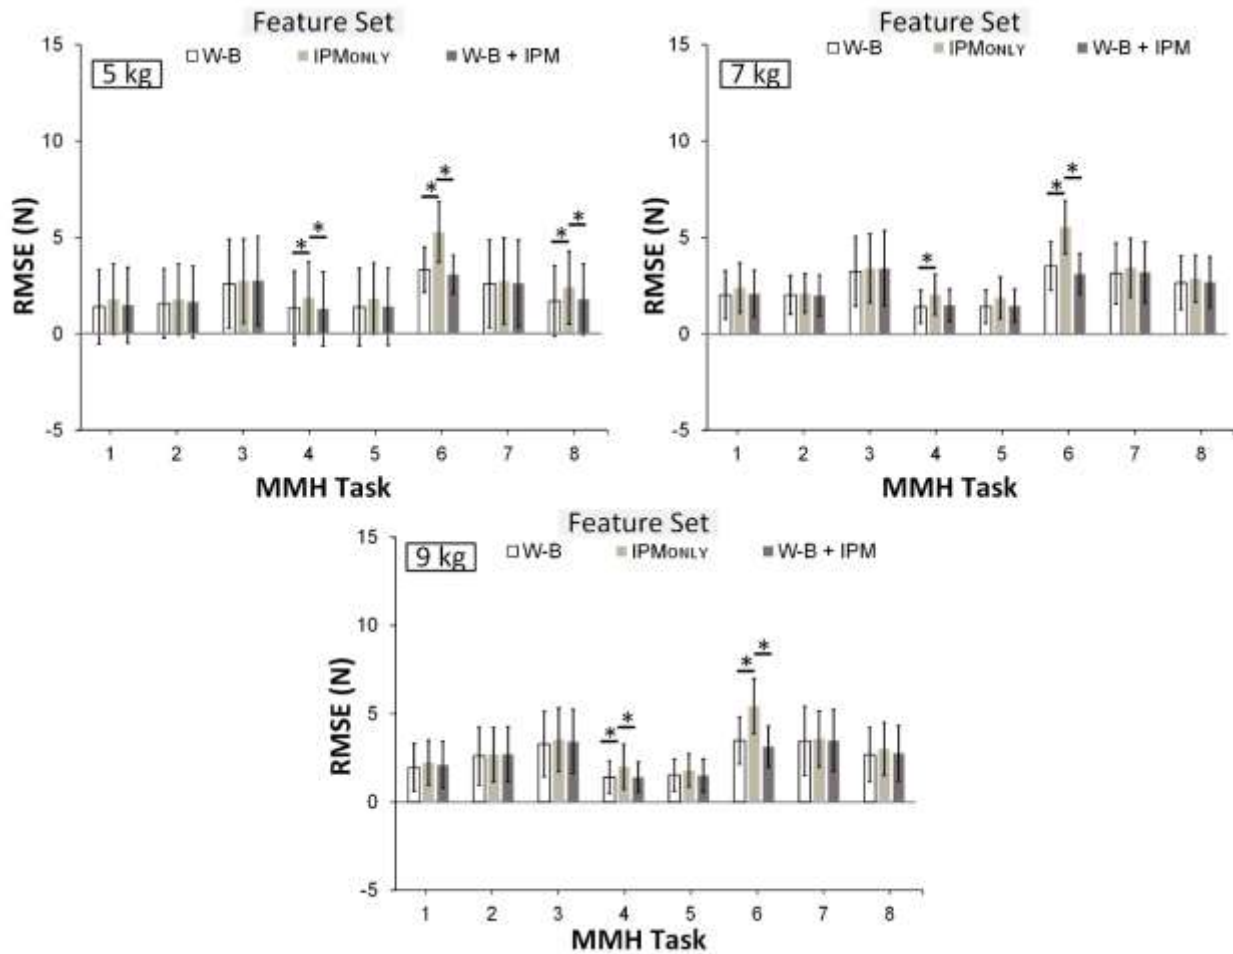 Feature Set
W-B IPMONLY W-B + IPM
5 kg
15
10
5
0
-5
RMSE (N)
* * * * * *
1 2 3 4 5 6 7 8
MMH Task
Feature Set
W-B IPMONLY W-B + IPM
7 kg
15
10
5
0
-5
RMSE (N)
* * *
1 2 3 4 5 6 7 8
MMH Task
Feature Set
W-B IPMONLY W-B + IPM
9 kg
15
10
5
0
-5
RMSE (N)
* * * *
1 2 3 4 5 6 7 8
MMH Task